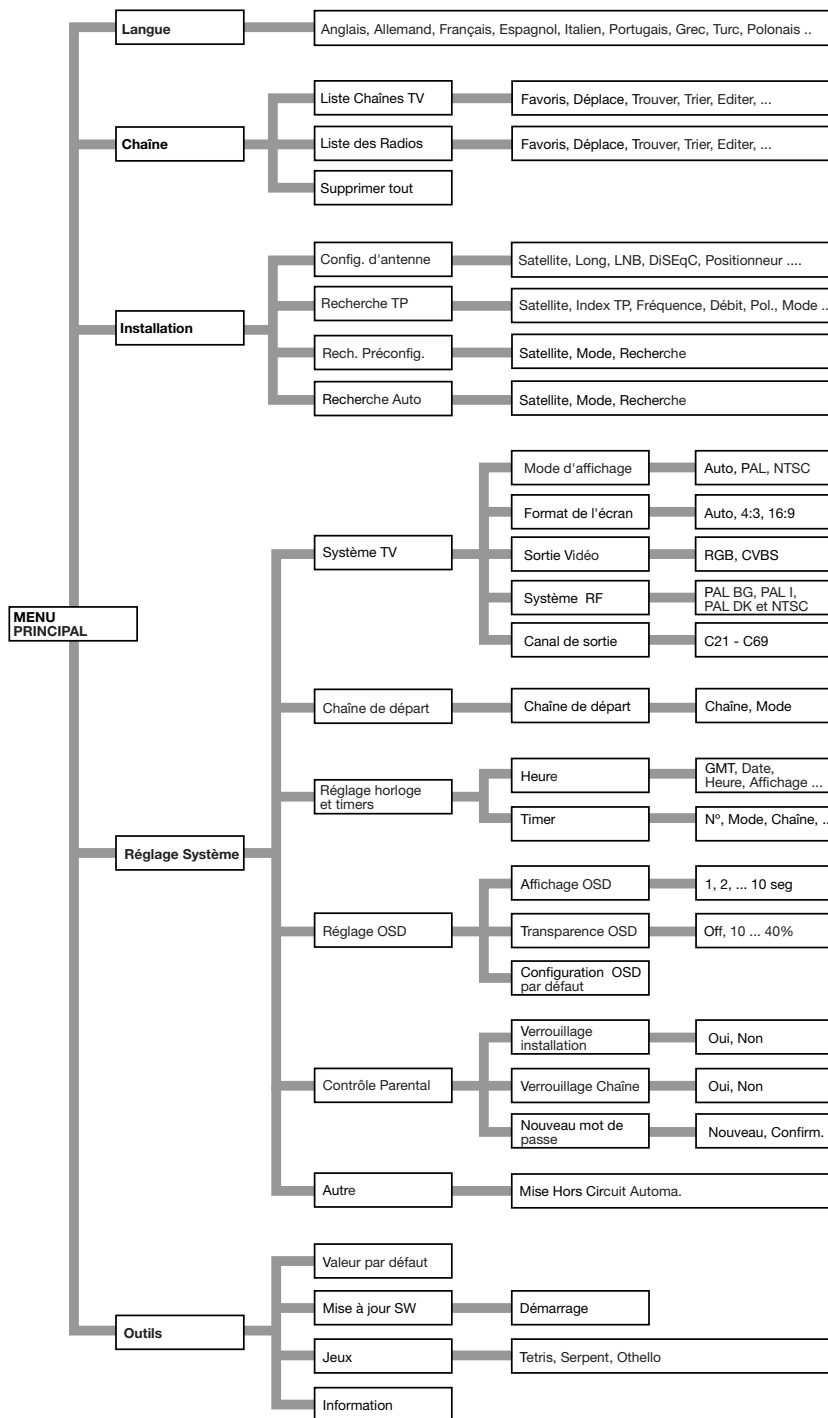 Langue
Anglais, Allemand, Français, Espagnol, Italien, Portugais, Grec, Turc, Polonais ..
Chaîne
Liste Chaînes TV
Favoris, Déplace, Trouver, Trier, Editer, ...
Liste des Radios
Favoris, Déplace, Trouver, Trier, Editer, ...
Supprimer tout
Installation
Config. d'antenne
Satellite, Long, LNB, DiSEqC, Positionneur ....
Recherche TP
Satellite, Index TP, Fréquence, Débit, Pol., Mode ..
Rech. Préconfig.
Satellite, Mode, Recherche
Recherche Auto
Satellite, Mode, Recherche
MENU
PRINCIPAL
Réglage Système
Système TV
Mode d'affichage
Auto, PAL, NTSC
Format de l'écran
Auto, 4:3, 16:9
Sortie Vidéo
RGB, CVBS
Système RF
PAL BG, PAL I,
PAL DK et NTSC
Canal de sortie
C21 - C69
Chaîne de départ
Chaîne de départ
Chaîne, Mode
Réglage horloge
et timers
Heure
GMT, Date,
Heure, Affichage ...
Timer
Nº, Mode, Chaîne, ..
Réglage OSD
Affichage OSD
1, 2, ... 10 seg
Transparence OSD
Off, 10 ... 40%
Configuration OSD
par défaut
Contrôle Parental
Verrouillage
installation
Oui, Non
Verrouillage Chaîne
Oui, Non
Nouveau mot de
passe
Nouveau, Confirm.
Autre
Mise Hors Circuit Automa.
Outils
Valeur par défaut
Mise à jour SW
Démarrage
Jeux
Tetris, Serpent, Othello
Information